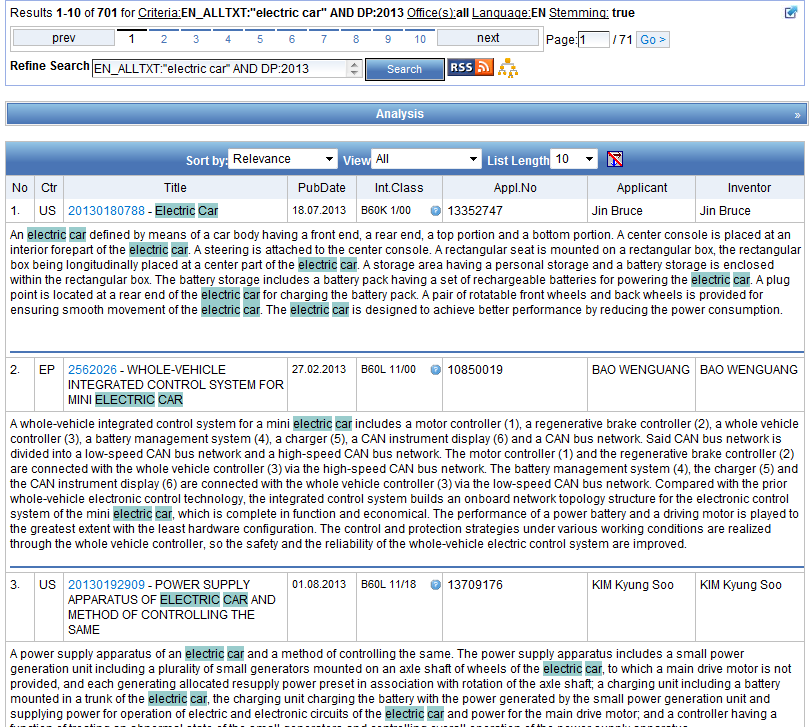 Results 1-10 of 701 for Criteria:EN_ALLTXT:"electric car" AND DP:2013 Office(s):all Language:EN Stemming: true
prev 1 2 3 4 5 6 7 8 9 10 next Page: 1 / 71 Go >
Refine Search EN_ALLTXT:"electric car" AND DP:2013 Search RSS
Analysis »
Sort by: Relevance View All List Length 10
No Ctr Title PubDate Int.Class Appl.No Applicant Inventor
1. US 20130180788 - Electric Car 18.07.2013 B60K 1/00 ? 13352747 Jin Bruce Jin Bruce
An electric car defined by means of a car body having a front end, a rear end, a top portion and a bottom portion. A center console is placed at an
interior forepart of the electric car. A steering is attached to the center console. A rectangular seat is mounted on a rectangular box, the rectangular
box being longitudinally placed at a center part of the electric car. A storage area having a personal storage and a battery storage is enclosed
within the rectangular box. The battery storage includes a battery pack having a set of rechargeable batteries for powering the electric car. A plug
point is located at a rear end of the electric car for charging the battery pack. A pair of rotatable front wheels and back wheels is provided for
ensuring smooth movement of the electric car. The electric car is designed to achieve better performance by reducing the power consumption.
2. EP 2562026 - WHOLE-VEHICLE 27.02.2013 B60L 11/00 ? 10850019 BAO WENGUANG BAO WENGUANG
INTEGRATED CONTROL SYSTEM FOR
MINI ELECTRIC CAR
A whole-vehicle integrated control system for a mini electric car includes a motor controller (1), a regenerative brake controller (2), a whole vehicle
controller (3), a battery management system (4), a charger (5), a CAN instrument display (6) and a CAN bus network. Said CAN bus network is
divided into a low-speed CAN bus network and a high-speed CAN bus network. The motor controller (1) and the regenerative brake controller (2)
are connected with the whole vehicle controller (3) via the high-speed CAN bus network. The battery management system (4), the charger (5) and
the CAN instrument display (6) are connected with the whole vehicle controller (3) via the low-speed CAN bus network. Compared with the prior
whole-vehicle electronic control technology, the integrated control system builds an onboard network topology structure for the electronic control
system of the mini electric car, which is complete in function and economical. The performance of a power battery and a driving motor is played to
the greatest extent with the least hardware configuration. The control and protection strategies under various working conditions are realized
through the whole vehicle controller, so the safety and the reliability of the whole-vehicle electric control system are improved.
3. US 20130192909 - POWER SUPPLY 01.08.2013 B60L 11/18 ? 13709176 KIM Kyung Soo KIM Kyung Soo
APPARATUS OF ELECTRIC CAR AND
METHOD OF CONTROLLING THE
SAME
A power supply apparatus of an electric car and a method of controlling the same. The power supply apparatus includes a small power
generation unit including a plurality of small generators mounted on an axle shaft of wheels of the electric car, to which a main drive motor is not
provided, and each generating allocated resupply power preset in association with rotation of the axle shaft; a charging unit including a battery
mounted in a trunk of the electric car, the charging unit charging the battery with the power generated by the small power generation unit and
supplying power for operation of electric and electronic circuits of the electric car and power for the main drive motor; and a controller having a